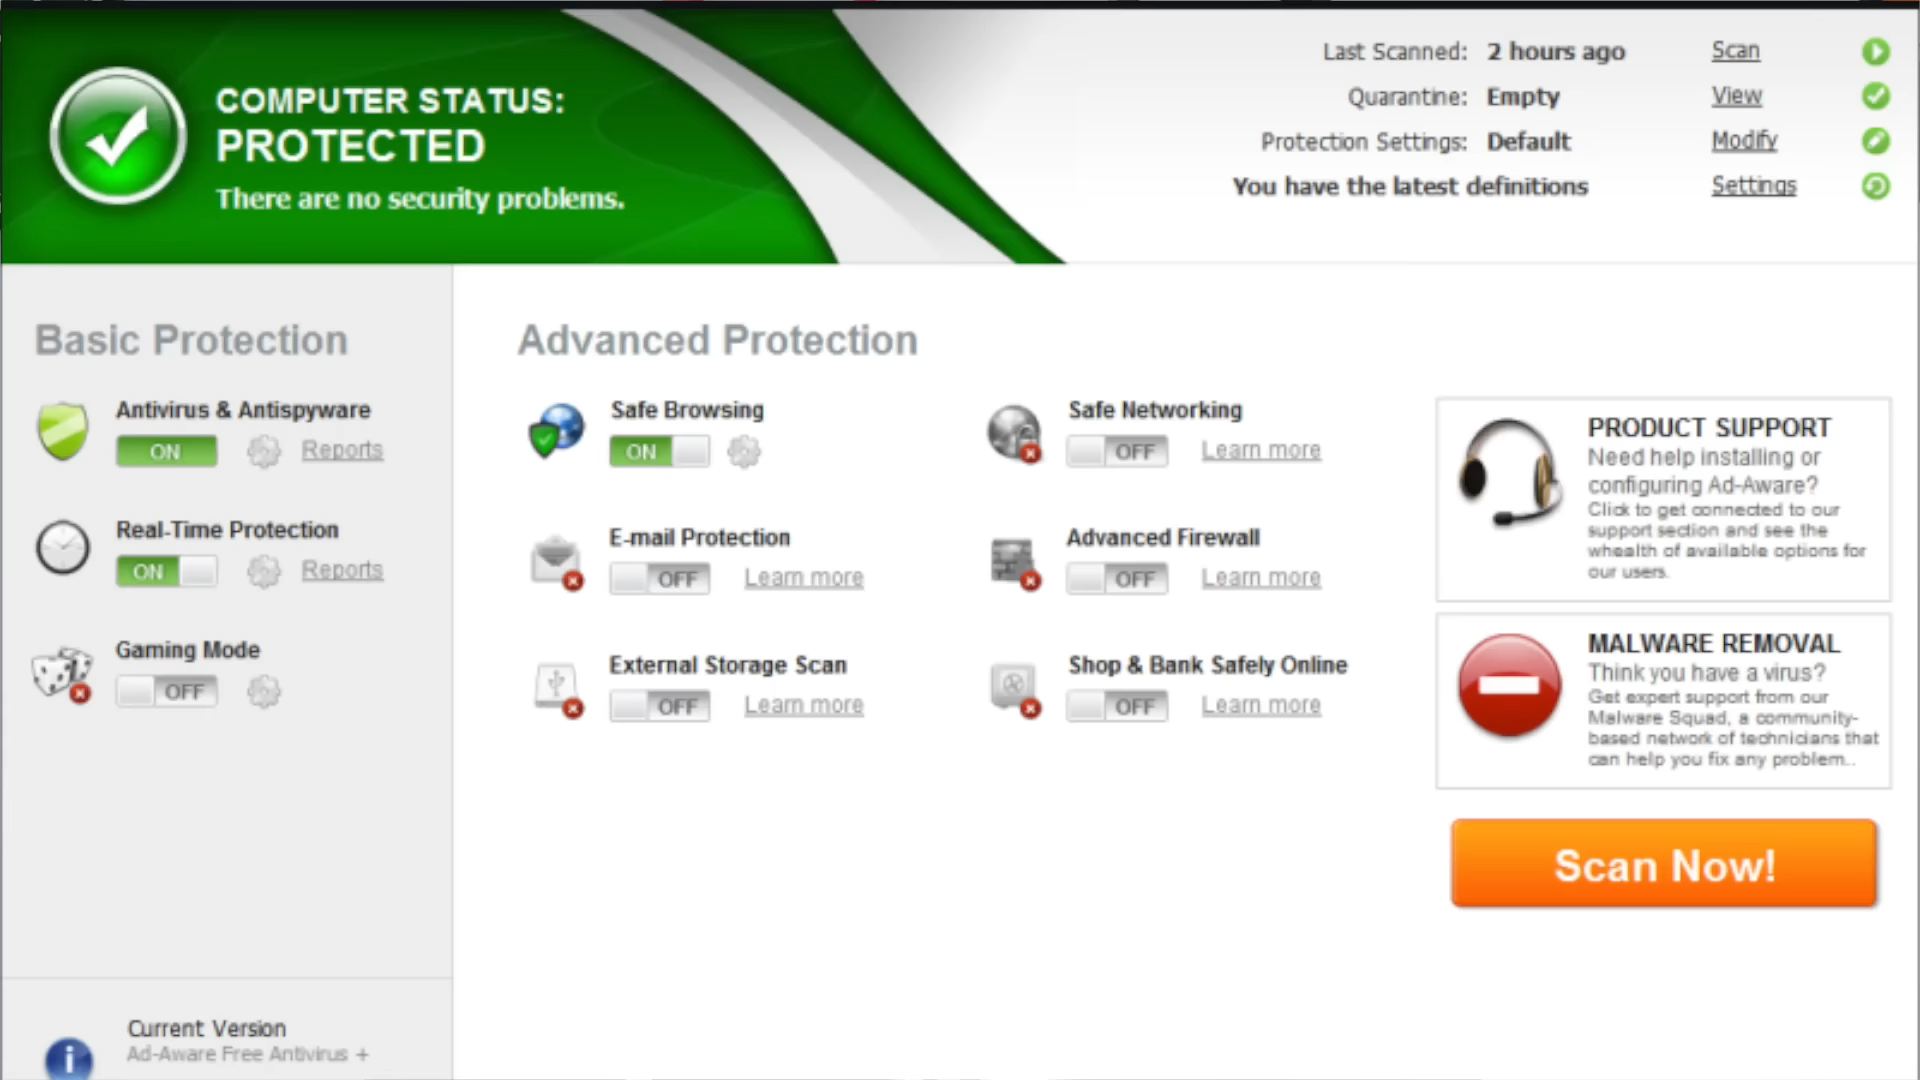 COMPUTER STATUS:
PROTECTED
There are no security problems.
Last Scanned: 2 hours ago Scan
Quarantine: Empty View
Protection Settings: Default Modify
You have the latest definitions Settings
Basic Protection
Antivirus & Antispyware
ON Reports
Real-Time Protection
ON Reports
Gaming Mode
OFF
Advanced Protection
Safe Browsing
ON
Safe Networking
OFF Learn more
E-mail Protection
OFF Learn more
Advanced Firewall
OFF Learn more
External Storage Scan
OFF Learn more
Shop & Bank Safely Online
OFF Learn more
PRODUCT SUPPORT
Need help installing or
configuring Ad-Aware?
Click to get connected to our
support section and see the
whealth of available options for
our users.
MALWARE REMOVAL
Think you have a virus?
Get expert support from our
Malware Squad, a community-
based network of technicians that
can help you fix any problem..
Scan Now!
Current Version
Ad-Aware Free Antivirus +